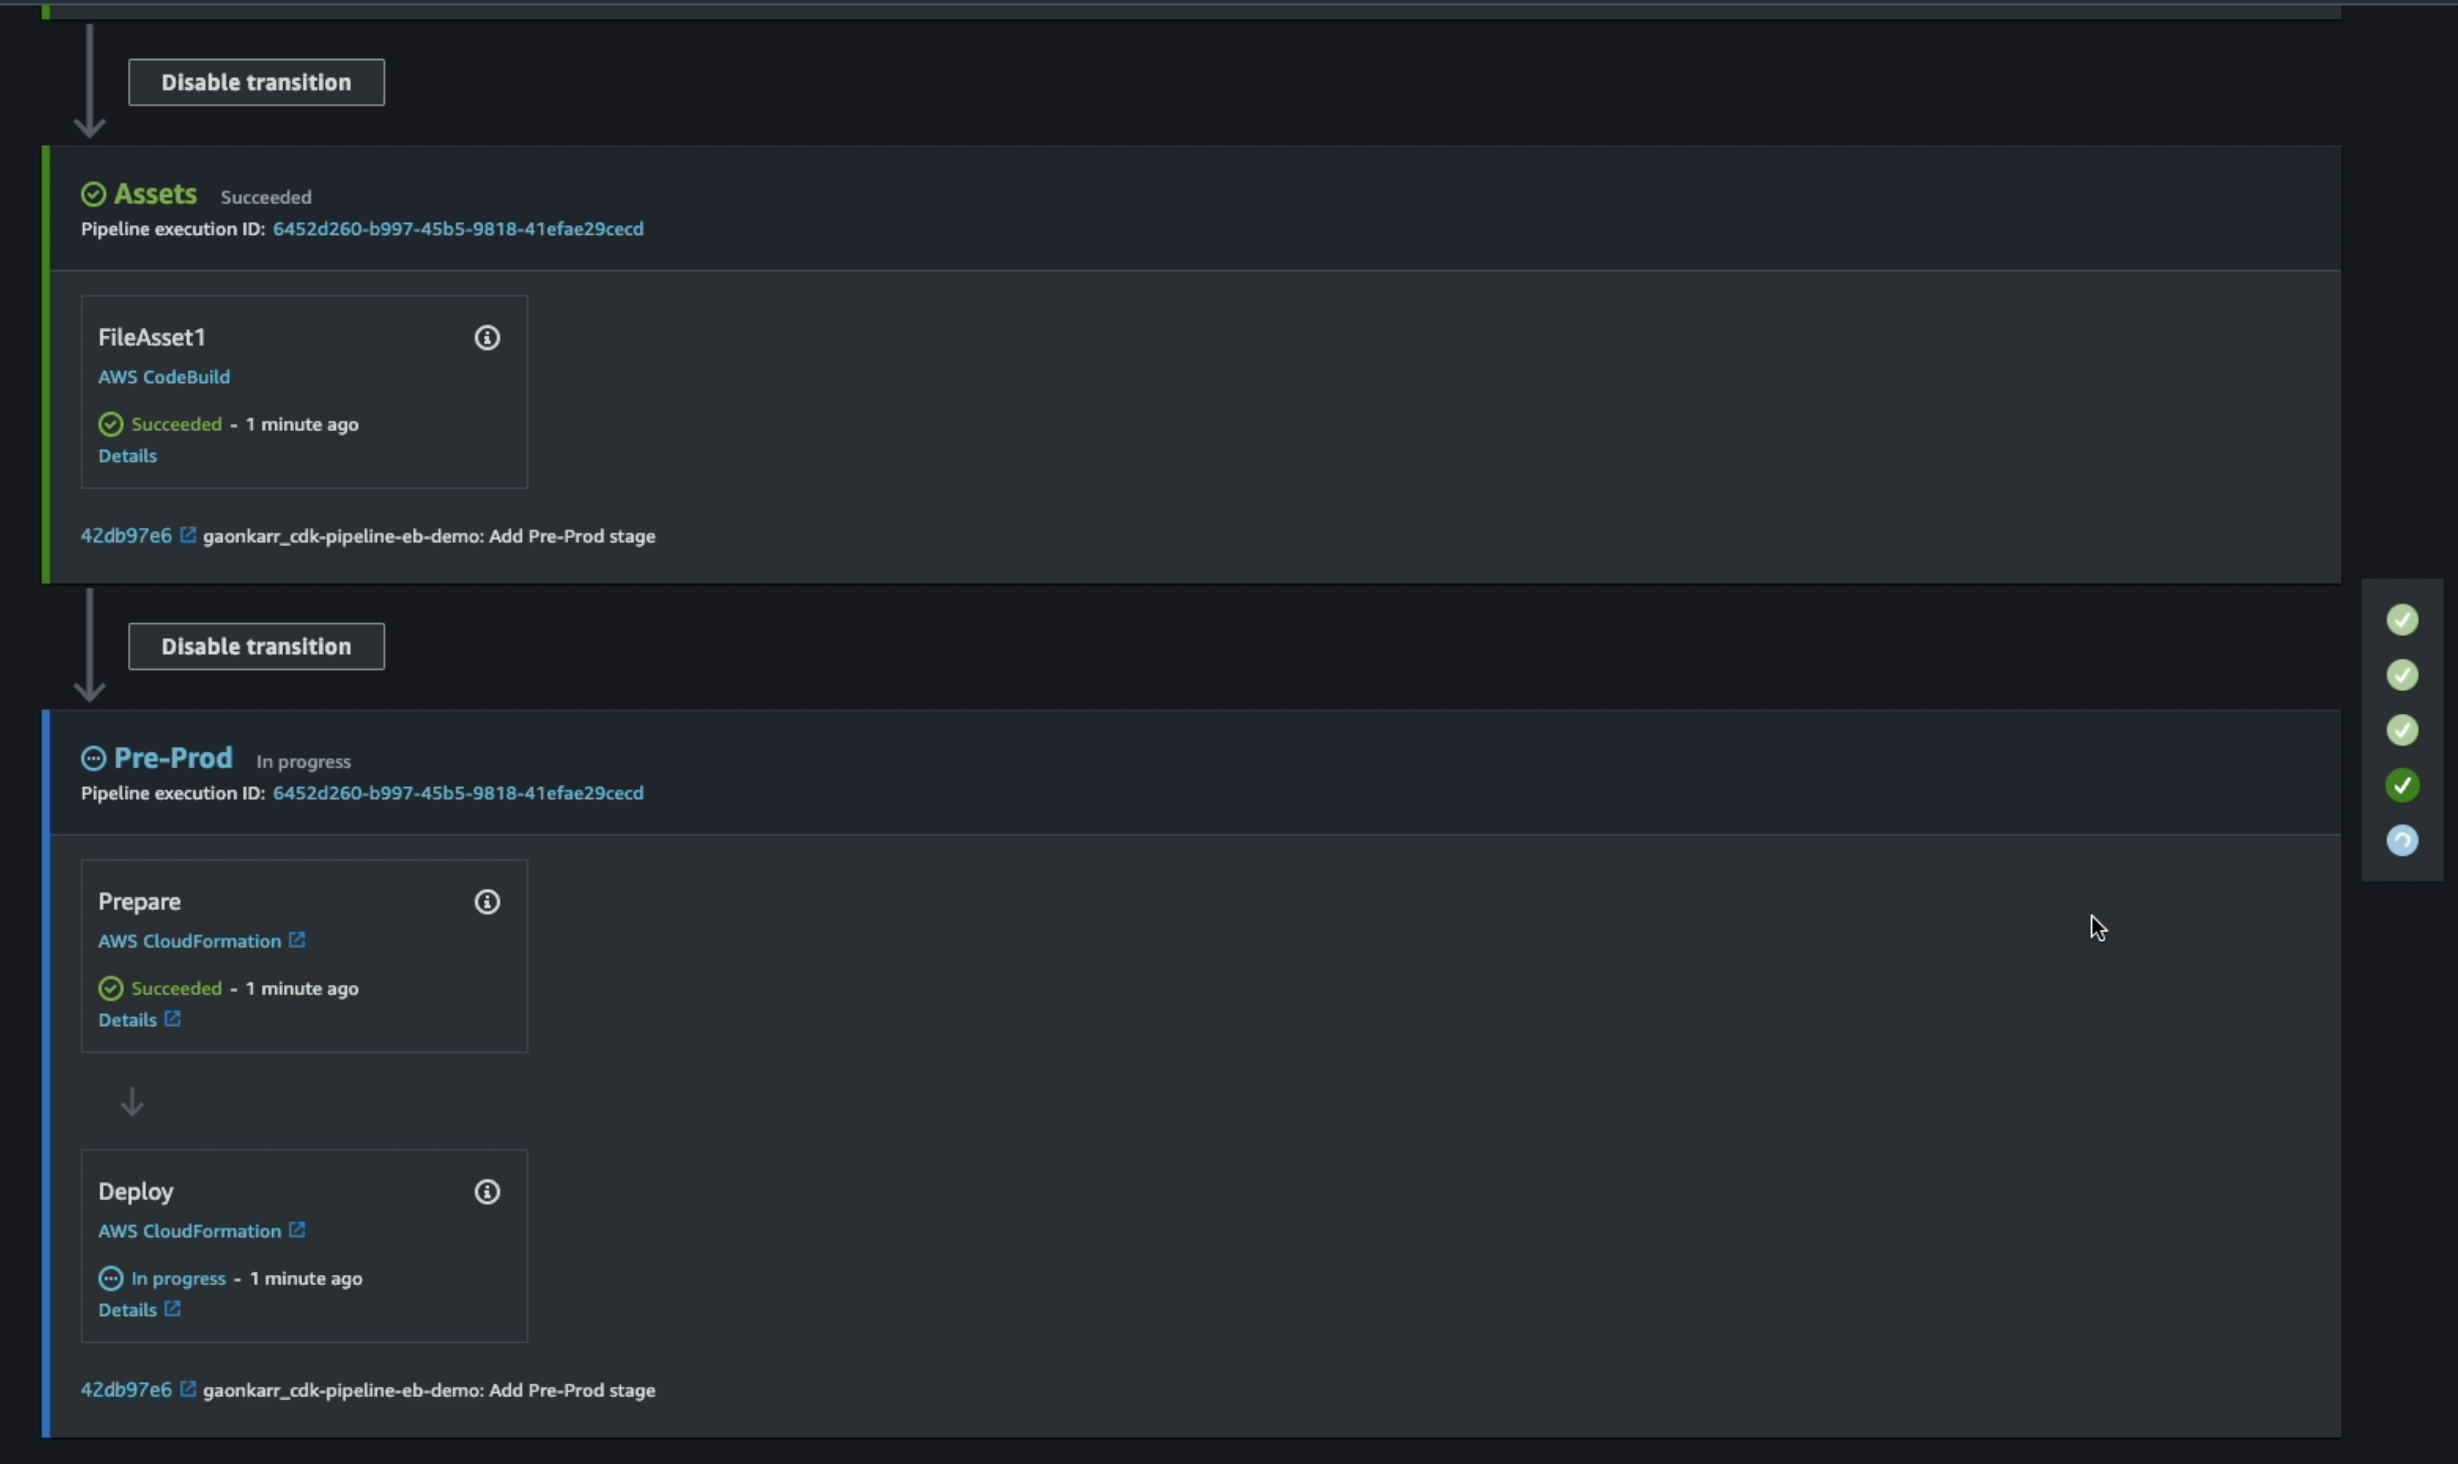 Disable transition
Assets Succeeded
Pipeline execution ID: 6452d260-b997-45b5-9818-41efae29cecd
FileAsset1
AWS CodeBuild
Succeeded - 1 minute ago
Details
42db97e6 gaonkarr_cdk-pipeline-eb-demo: Add Pre-Prod stage
Disable transition
Pre-Prod In progress
Pipeline execution ID: 6452d260-b997-45b5-9818-41efae29cecd
Prepare
AWS CloudFormation
Succeeded - 1 minute ago
Details
Deploy
AWS CloudFormation
In progress - 1 minute ago
Details
42db97e6 gaonkarr_cdk-pipeline-eb-demo: Add Pre-Prod stage